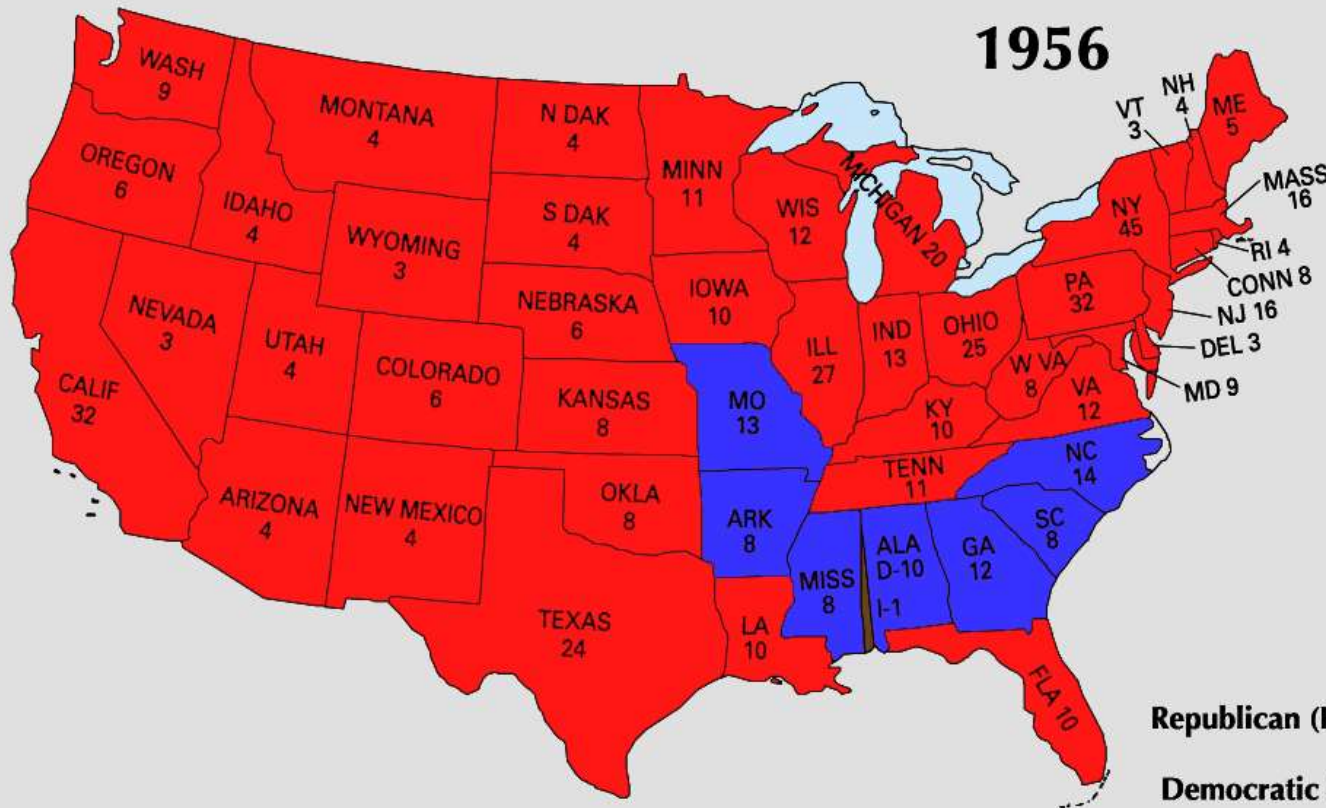 1956
WASH
9
MONTANA
4
N DAK
4
MINN
11
OREGON
6
IDAHO
4
WYOMING
3
S DAK
4
WIS
12
MICHIGAN 20
VT
3
NH
4
ME
5
MASS
16
NY
45
RI 4
CONN 8
NJ 16
DEL 3
MD 9
PA
32
NEVADA
3
UTAH
4
COLORADO
6
NEBRASKA
6
IOWA
10
ILL
27
IND
13
OHIO
25
W VA
8
VA
12
CALIF
32
KANSAS
8
MO
13
KY
10
NC
14
TENN
11
ARIZONA
4
NEW MEXICO
4
OKLA
8
ARK
8
SC
8
MISS
8
ALA
D-10
I-1
GA
12
TEXAS
24
LA
10
FLA 10
Republican (
Democratic